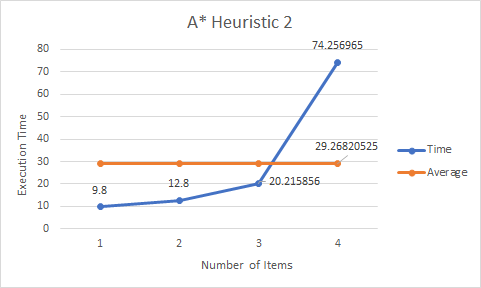 A* Heuristic 2
80
70
60
50
40
30
20
10
0
Execution Time
74.256965
29.26820525
20.215856
12.8
9.8
1 2 3 4
Number of Items
Time
Average